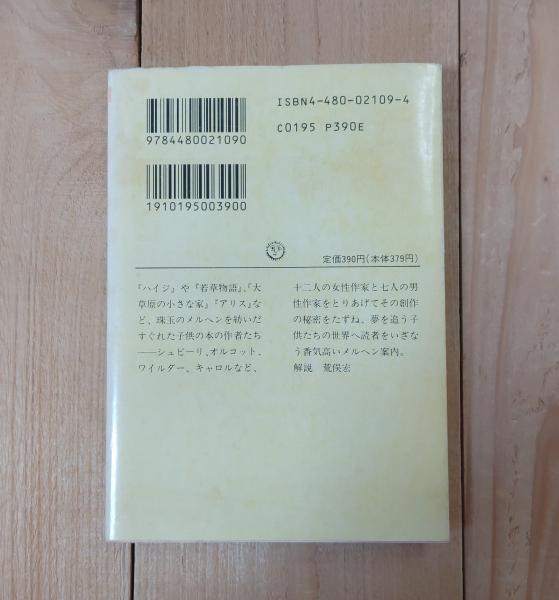 ISBN4-480-02109-4
C0195 P390E
9784480021090
1910195003900
定価390円(本体379円)
『ハイジ』や『若草物語』、『大
草原の小さな家』『アリス』な
ど、珠玉のメルヘンを紡いだ
すぐれた子供の本の作者たち
──シュピーリ、オルコット、
ワイルダー、キャロルなど、
十二人の女性作家と七人の男
性作家をとりあげてその創作
の秘密をたずね、夢を追う子
供たちの世界へ読者をいざな
う香気高いメルヘン案内。
解説 荒俣宏